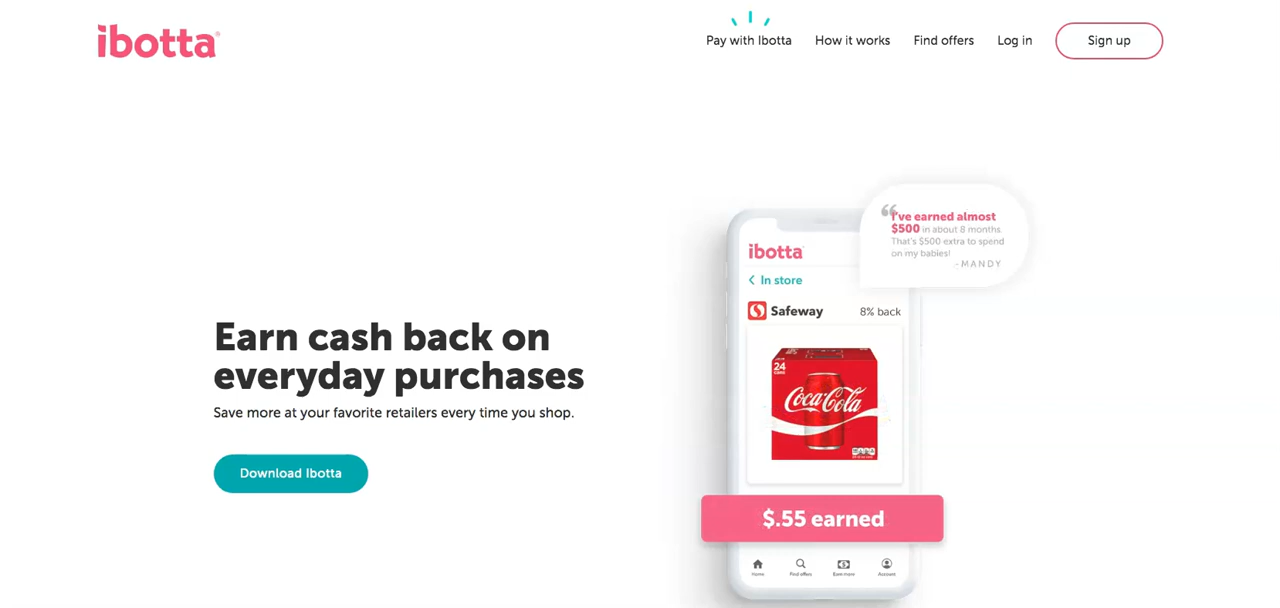 ibotta®
Pay with Ibotta
How it works
Find offers
Log in
Sign up
Earn cash back on
everyday purchases
Save more at your favorite retailers every time you shop.
Download Ibotta
“I've earned almost
$500 in about 8 months.
That's $500 extra to spend
on my babies!
- MANDY
ibotta
In store
Safeway
8% back
24
cans
Coca-Cola
$.55 earned
Home
Find offers
Earn more
Account